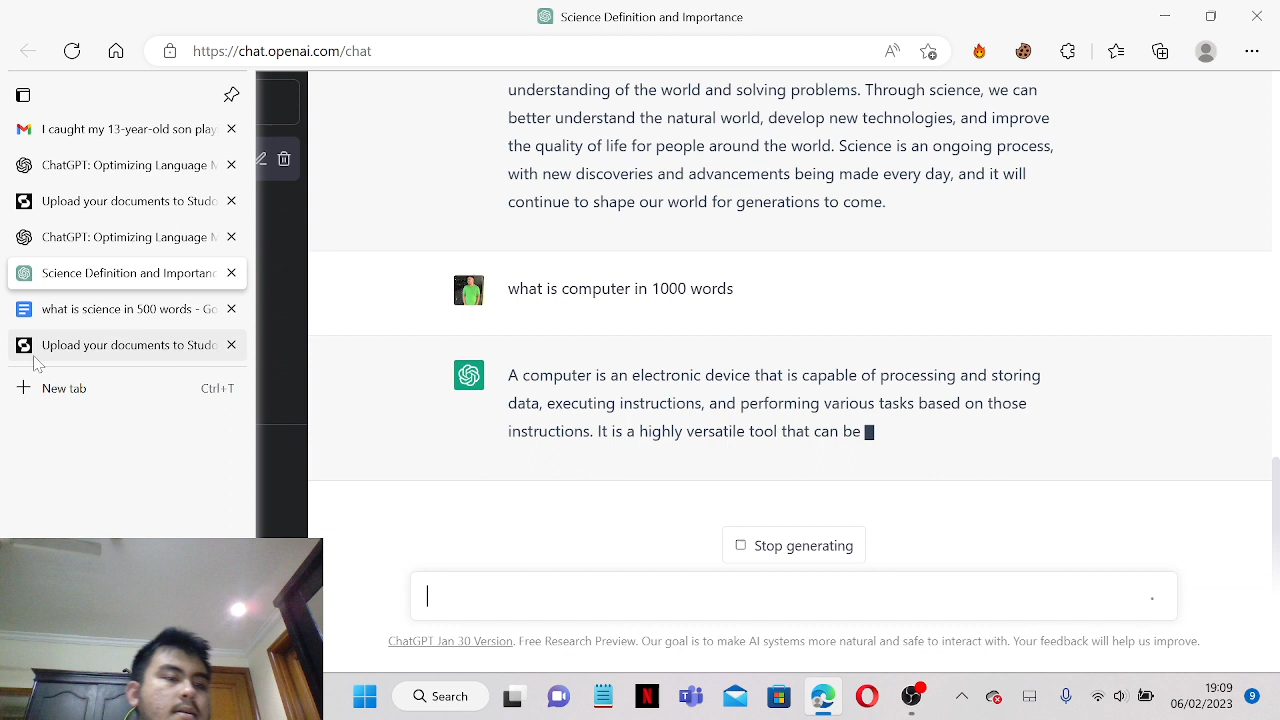 Science Definition and Importance
https://chat.openai.com/chat
I caught my 13-year-old son play
ChatGPT: Optimizing Language M
Upload your documents to Studo
ChatGPT: Optimizing Language M
Science Definition and Importanc
what is science in 500 words - Go
Upload your documents to Studo
New tab Ctrl+T
understanding of the world and solving problems. Through science, we can
better understand the natural world, develop new technologies, and improve
the quality of life for people around the world. Science is an ongoing process,
with new discoveries and advancements being made every day, and it will
continue to shape our world for generations to come.
what is computer in 1000 words
A computer is an electronic device that is capable of processing and storing
data, executing instructions, and performing various tasks based on those
instructions. It is a highly versatile tool that can be
Stop generating
ChatGPT Jan 30 Version. Free Research Preview. Our goal is to make AI systems more natural and safe to interact with. Your feedback will help us improve.
Search
19:09
06/02/2023
9